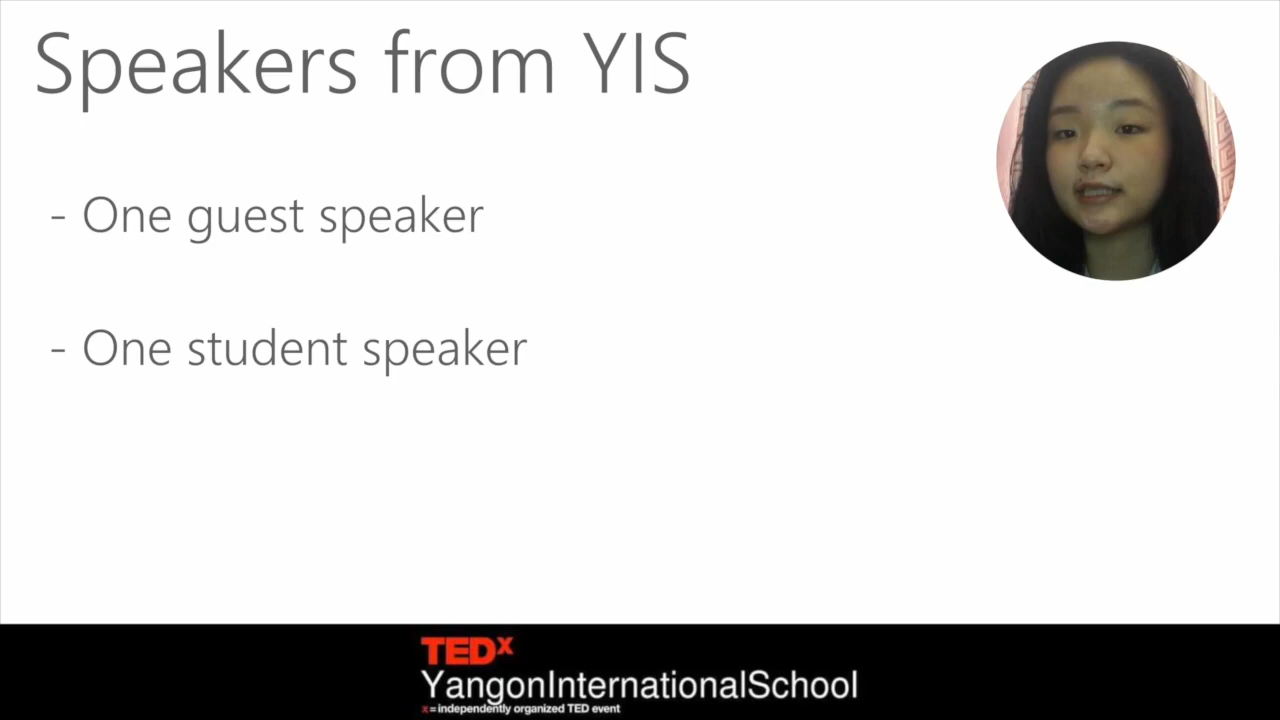 Speakers from YIS
- One guest speaker
- One student speaker
TEDx
YangonInternationalSchool
x = independently organized TED event